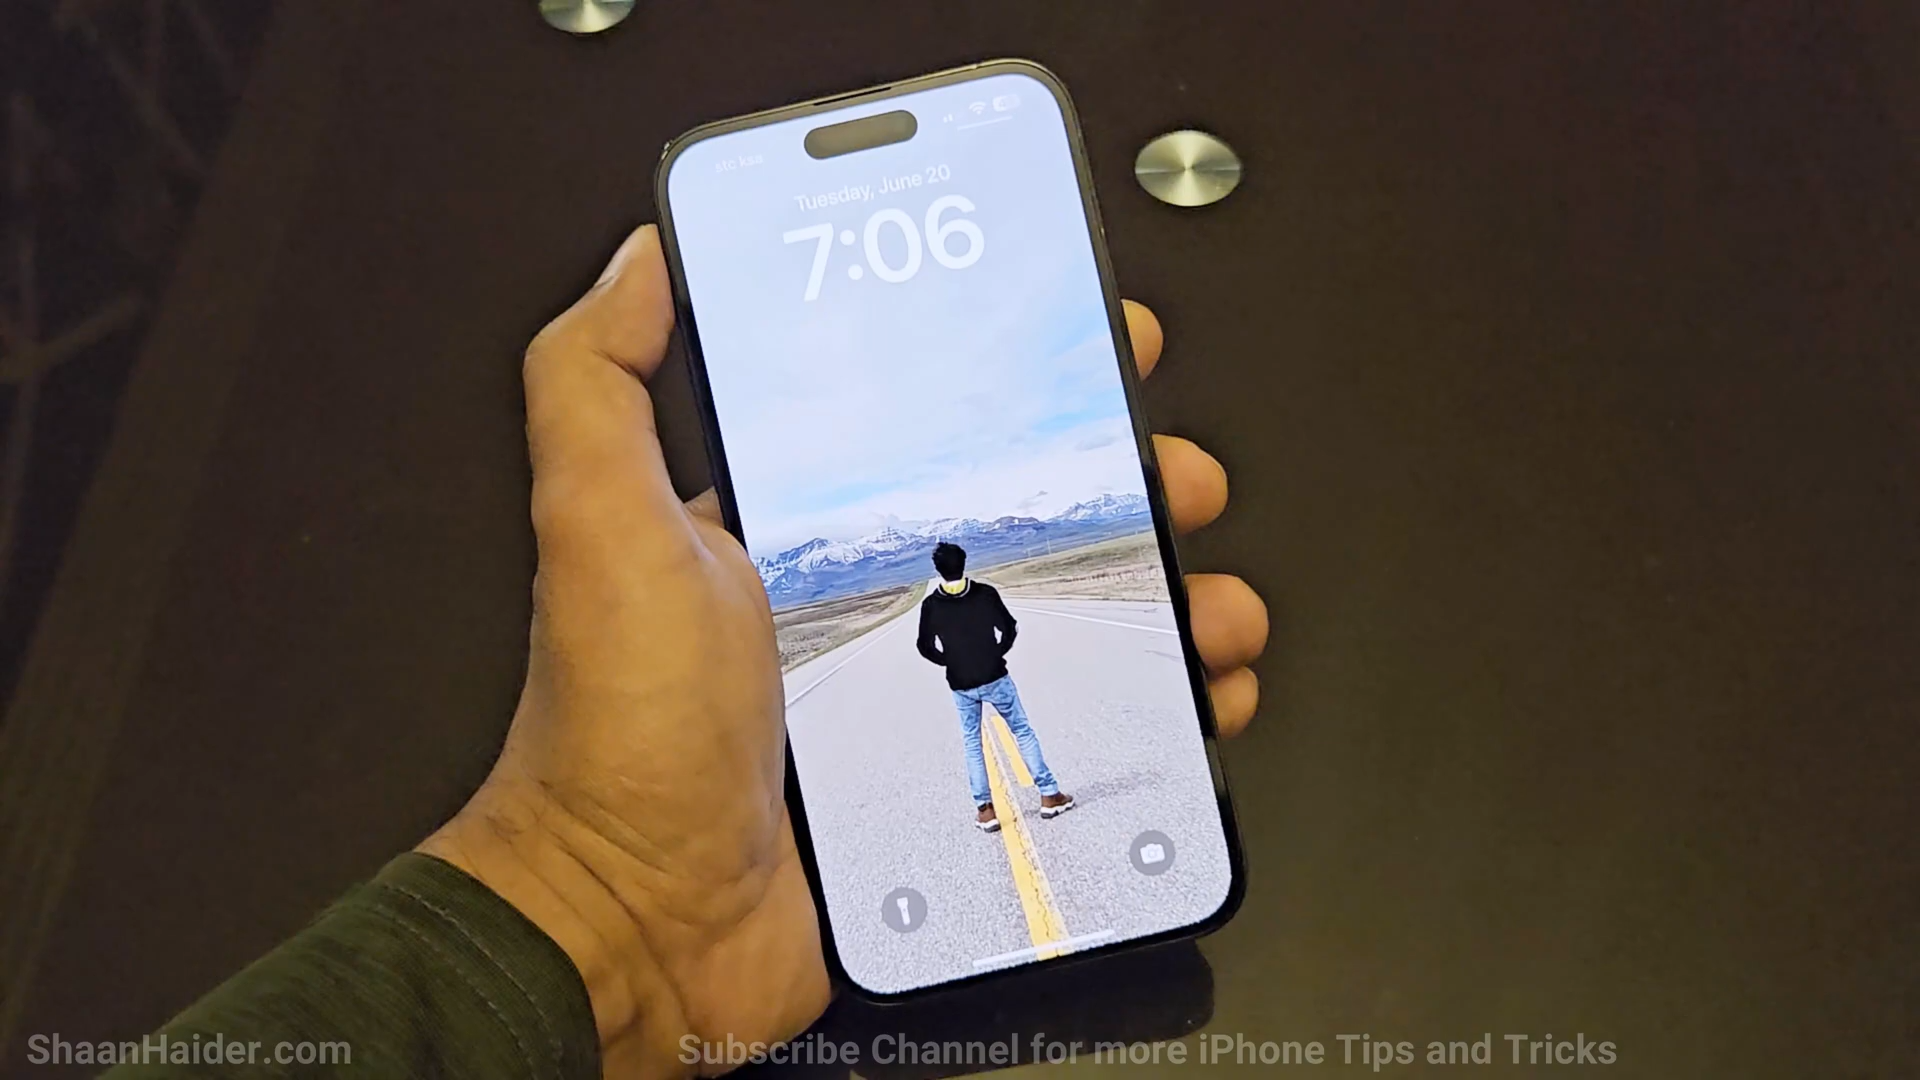 stc ksa
Tuesday, June 20
7:06
ShaanHaider.com
Subscribe Channel for more iPhone Tips and Tricks